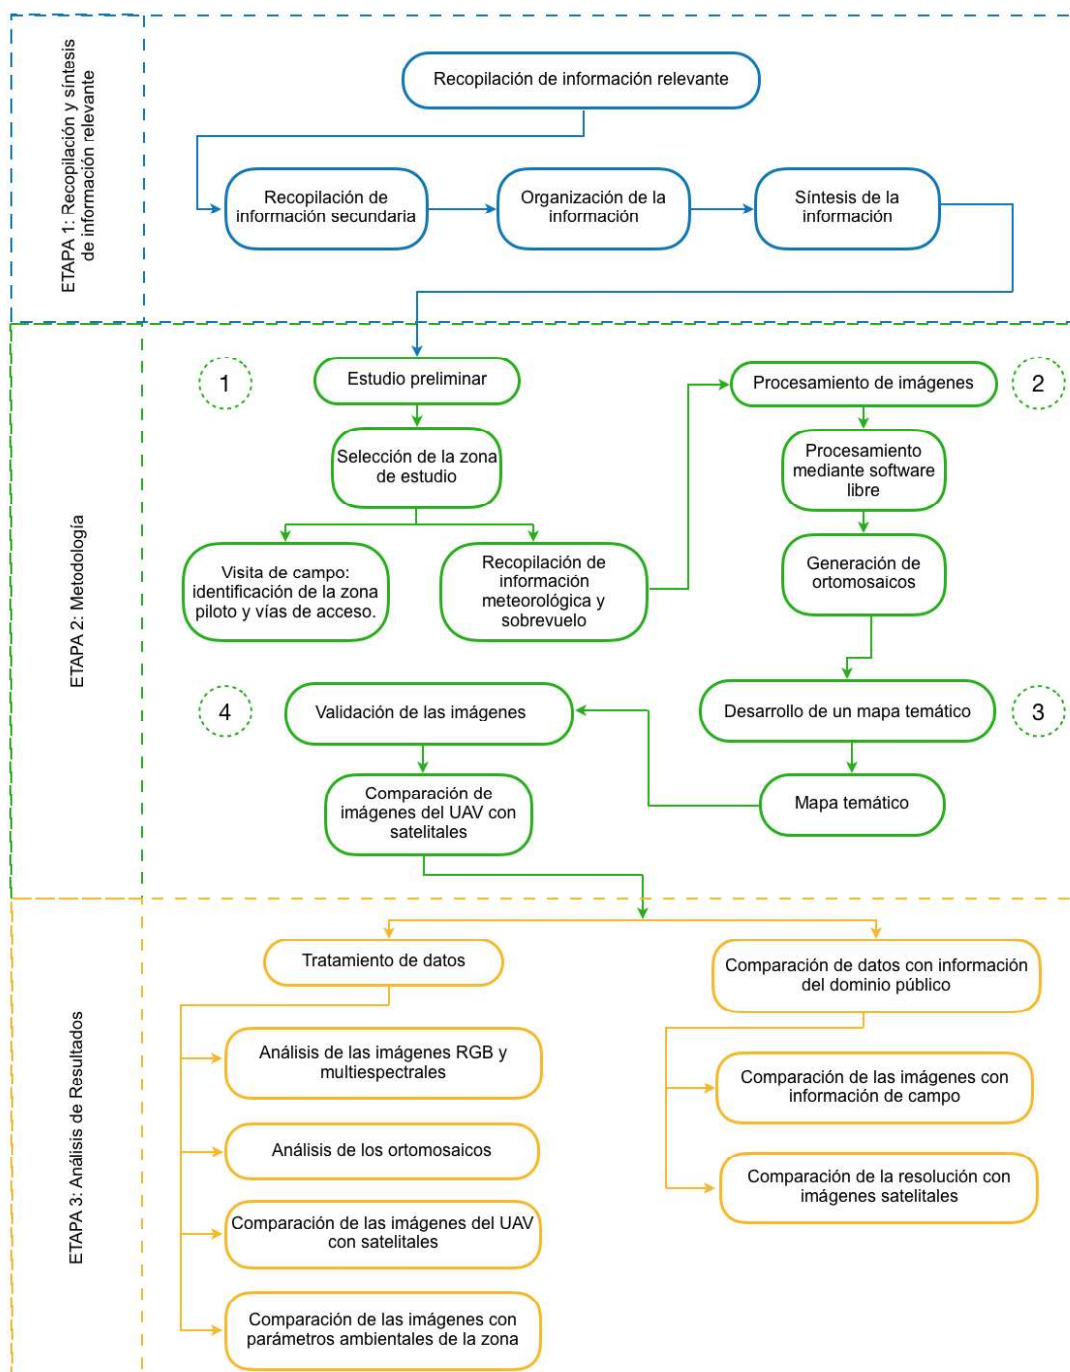 ETAPA 1: Recopilación y síntesis
de información relevante
Recopilación de información relevante
Recopilación de
información secundaria
Organización de la
información
Síntesis de la
información
ETAPA 2: Metodología
1
Estudio preliminar
Selección de la zona
de estudio
Visita de campo:
identificación de la zona
piloto y vías de acceso.
Recopilación de
información
meteorológica y
sobrevuelo
Procesamiento de imágenes
2
Procesamiento
mediante software
libre
Generación de
ortomosaicos
Desarrollo de un mapa temático
3
Mapa temático
4
Validación de las imágenes
Comparación de
imágenes del UAV con
satelitales
ETAPA 3: Análisis de Resultados
Tratamiento de datos
Análisis de las imágenes RGB y
multiespectrales
Análisis de los ortomosaicos
Comparación de las imágenes del UAV
con satelitales
Comparación de las imágenes con
parámetros ambientales de la zona
Comparación de datos con información
del dominio público
Comparación de las imágenes con
información de campo
Comparación de la resolución con
imágenes satelitales